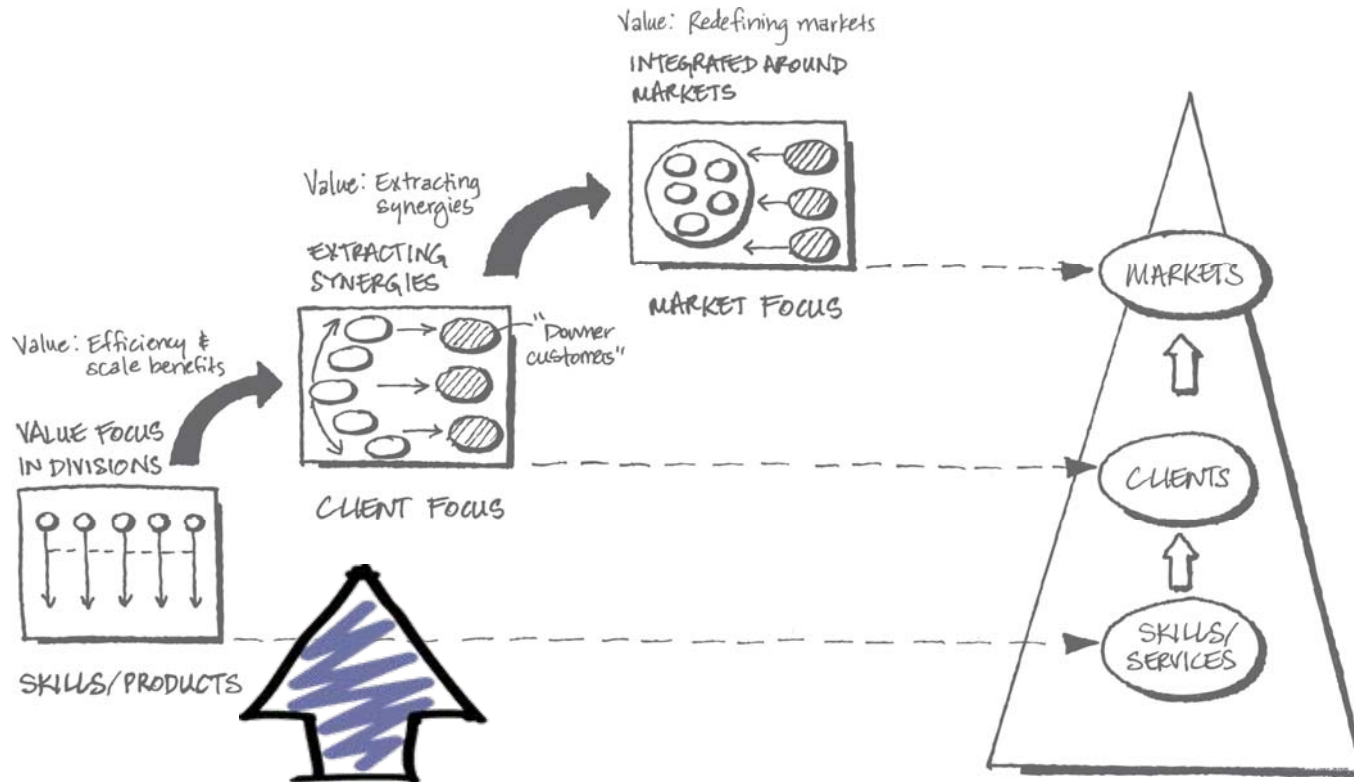 Value: Redefining markets
INTEGRATED AROUND
MARKETS
MARKET FOCUS
Value: Extracting
synergies
EXTRACTING
SYNERGIES
"Downer
customers"
CLIENT FOCUS
Value: Efficiency &
scale benefits
VALUE FOCUS
IN DIVISIONS
SKILLS/PRODUCTS
MARKETS
CLIENTS
SKILLS/
SERVICES